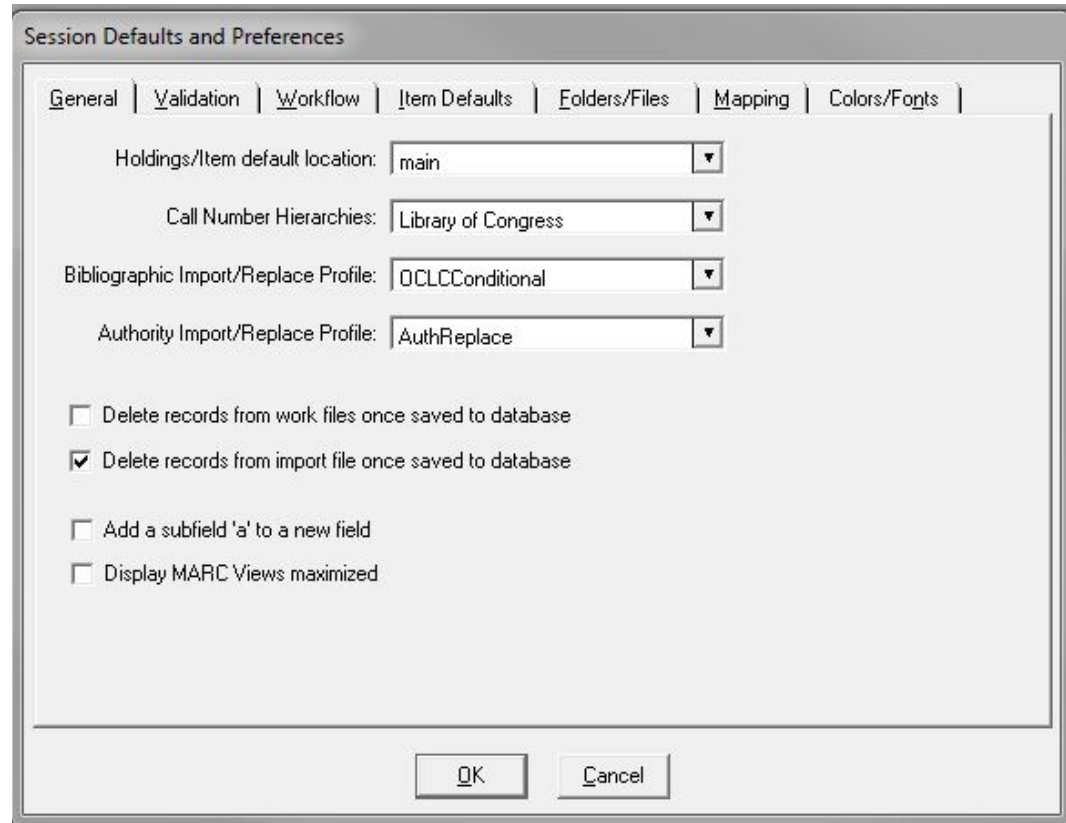 Session Defaults and Preferences
General Validation Workflow Item Defaults Folders/Files Mapping Colors/Fonts
Holdings/Item default location: main
Call Number Hierarchies: Library of Congress
Bibliographic Import/Replace Profile: OCLCConditional
Authority Import/Replace Profile: AuthReplace
Delete records from work files once saved to database
Delete records from import file once saved to database
Add a subfield 'a' to a new field
Display MARC Views maximized
OK Cancel